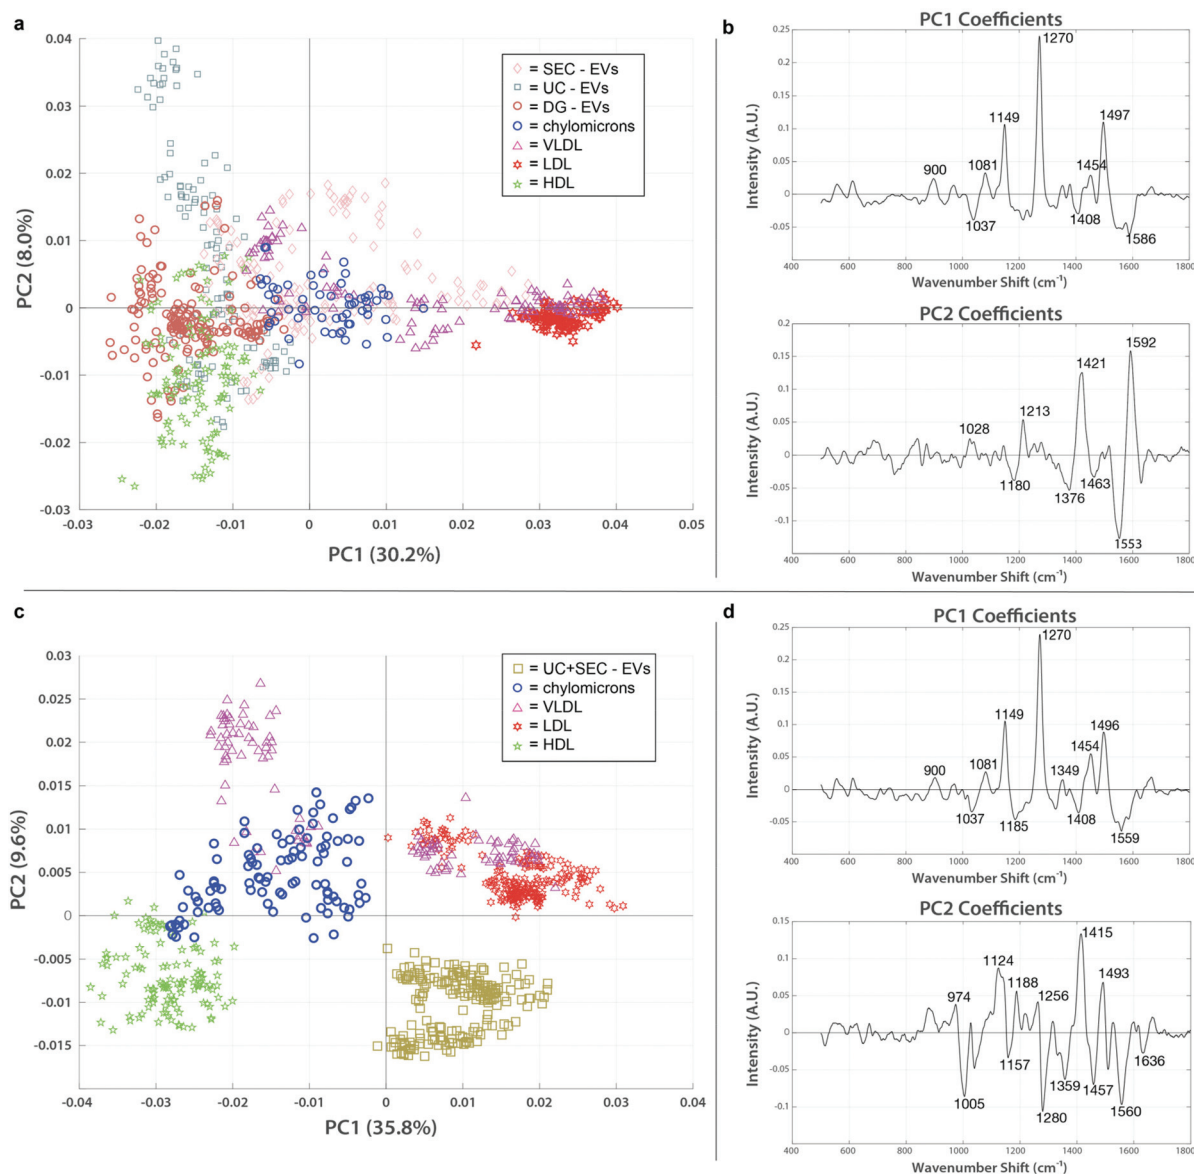 a
0.04
0.03
0.02
0.01
0
-0.01
-0.02
-0.03
PC2 (8.0%)
= SEC - EVs
= UC - EVs
= DG - EVs
= chylomicrons
= VLDL
= LDL
= HDL
-0.03 -0.02 -0.01 0 0.01 0.02 0.03 0.04 0.05
PC1 (30.2%)
b
PC1 Coefficients
Intensity (A.U.)
0.25
0.2
0.15
0.1
0.05
0
-0.05
900
1037
1081
1149
1270
1408
1454
1497
1586
400 600 800 1000 1200 1400 1600 1800
Wavenumber Shift (cm⁻¹)
PC2 Coefficients
Intensity (A.U.)
0.2
0.15
0.1
0.05
0
-0.05
-0.1
1028
1180
1213
1376
1421
1463
1553
1592
400 600 800 1000 1200 1400 1600 1800
Wavenumber Shift (cm⁻¹)
c
0.03
0.025
0.02
0.015
0.01
0.005
0
-0.005
-0.01
-0.015
PC2 (9.6%)
= UC+SEC - EVs
= chylomicrons
= VLDL
= LDL
= HDL
-0.04 -0.03 -0.02 -0.01 0 0.01 0.02 0.03 0.04
PC1 (35.8%)
d
PC1 Coefficients
Intensity (A.U.)
0.25
0.2
0.15
0.1
0.05
0
-0.05
900
1037
1081
1149
1185
1270
1349
1408
1454
1496
1559
400 600 800 1000 1200 1400 1600 1800
Wavenumber Shift (cm⁻¹)
PC2 Coefficients
Intensity (A.U.)
0.15
0.1
0.05
0
-0.05
-0.1
974
1005
1124
1157
1188
1256
1280
1359
1415
1457
1493
1560
1636
400 600 800 1000 1200 1400 1600 1800
Wavenumber Shift (cm⁻¹)